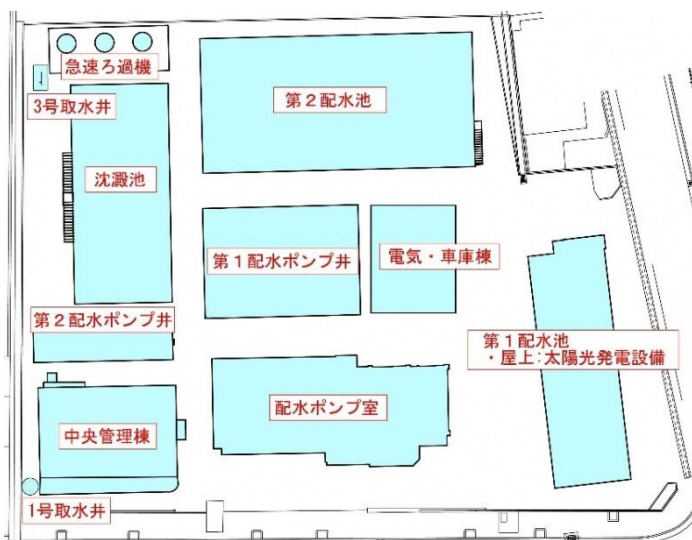 急速ろ過機
3号取水井
第２配水池
沈澱池
第１配水ポンプ井
電気・車庫棟
第２配水ポンプ井
第１配水池
・屋上:太陽光発電設備
配水ポンプ室
中央管理棟
1号取水井